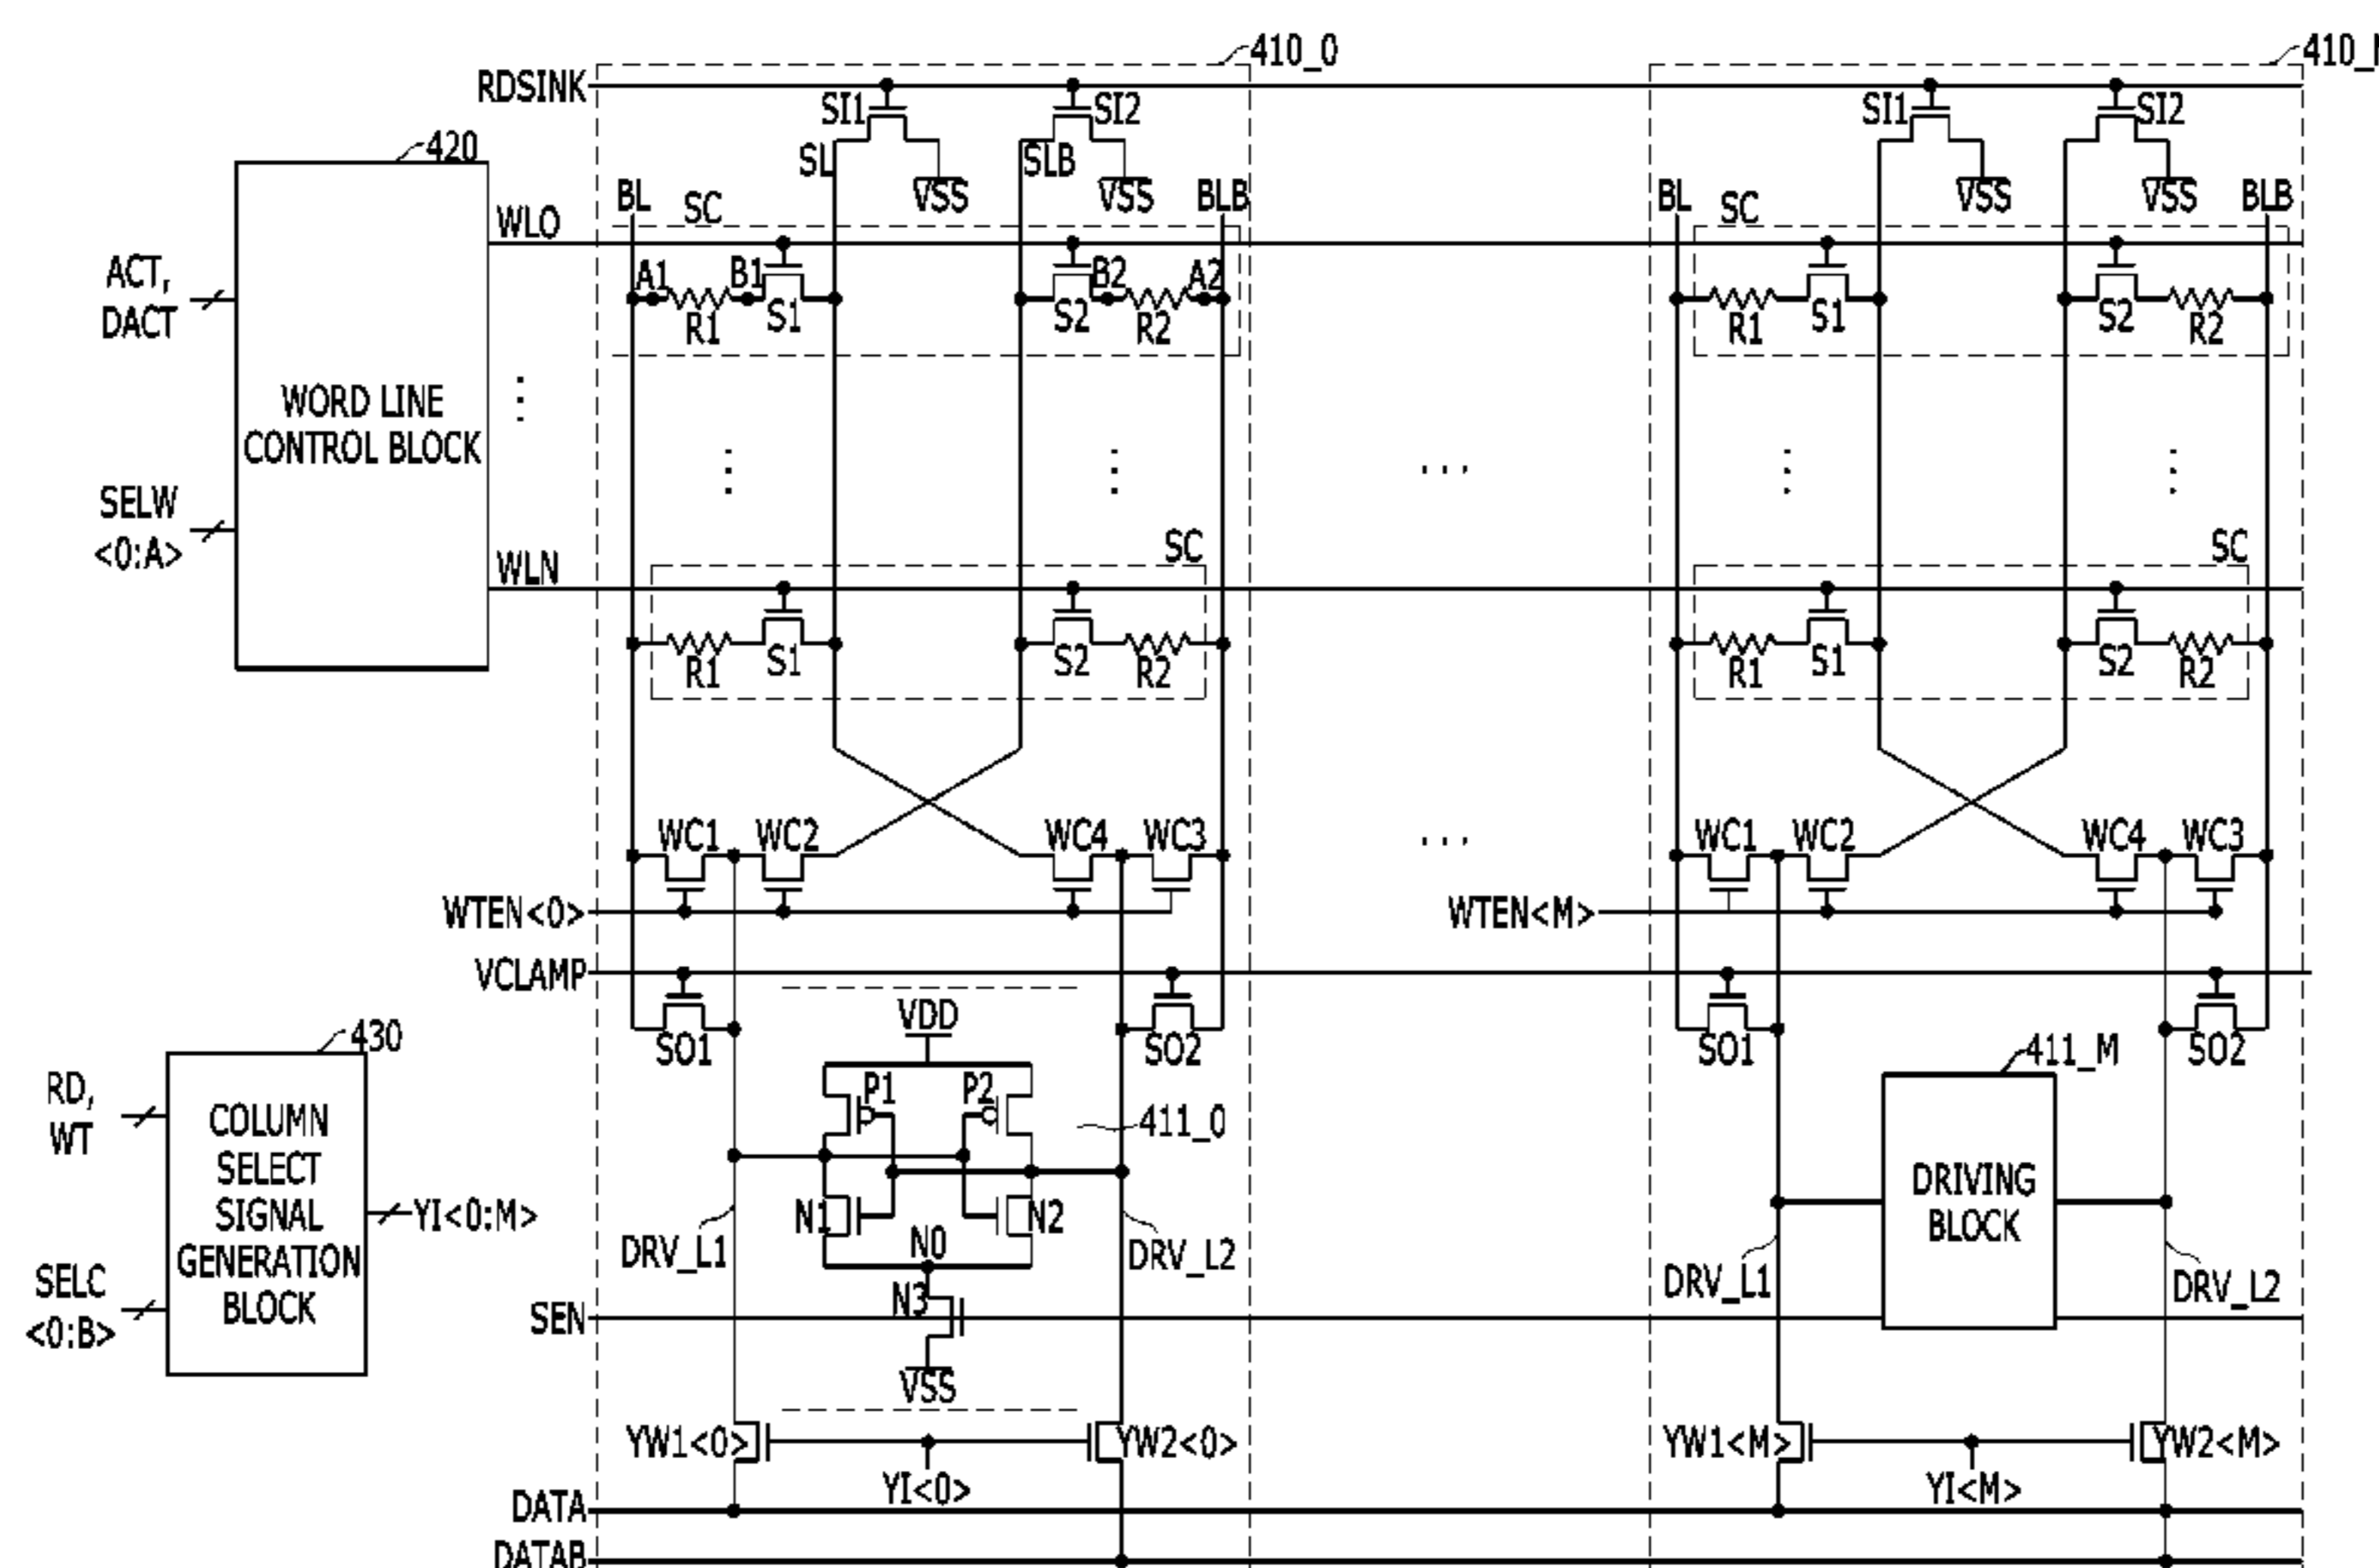 410_0
410_
RDSINK
SI1
SI2
SI1
SI2
420
SL
SLB
VSS
VSS
VSS
VSS
BL
SC
BLB
BL
SC
BLB
WLO
ACT,
DACT
A1
B1
B2
A2
R1
S1
S2
R2
R1
S1
S2
R2
WORD LINE
CONTROL BLOCK
SELW
<0:A>
WLN
SC
SC
R1
S1
S2
R2
R1
S1
S2
R2
WC1
WC2
WC4
WC3
WC1
WC2
WC4
WC3
WTEN<0>
WTEN<M>
VCLAMP
VDD
430
SO1
SO2
SO1
411_M
SO2
RD,
WT
COLUMN
SELECT
SIGNAL
GENERATION
BLOCK
YI<0:M>
SELC
<0:B>
P1
P2
411_0
DRIVING
BLOCK
N1
N2
N0
DRV_L1
DRV_L2
DRV_L1
DRV_L2
N3
SEN
VSS
YW1<0>
YW2<0>
YW1<M>
YW2<M>
YI<0>
YI<M>
DATA
DATAB